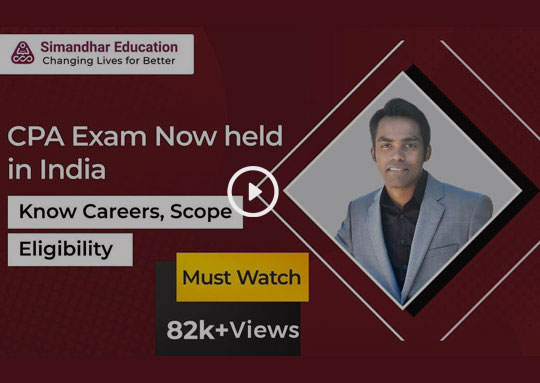 Simandhar Education
Changing Lives for Better
CPA Exam Now held
in India
Know Careers, Scope
Eligibility
Must Watch
82k+Views